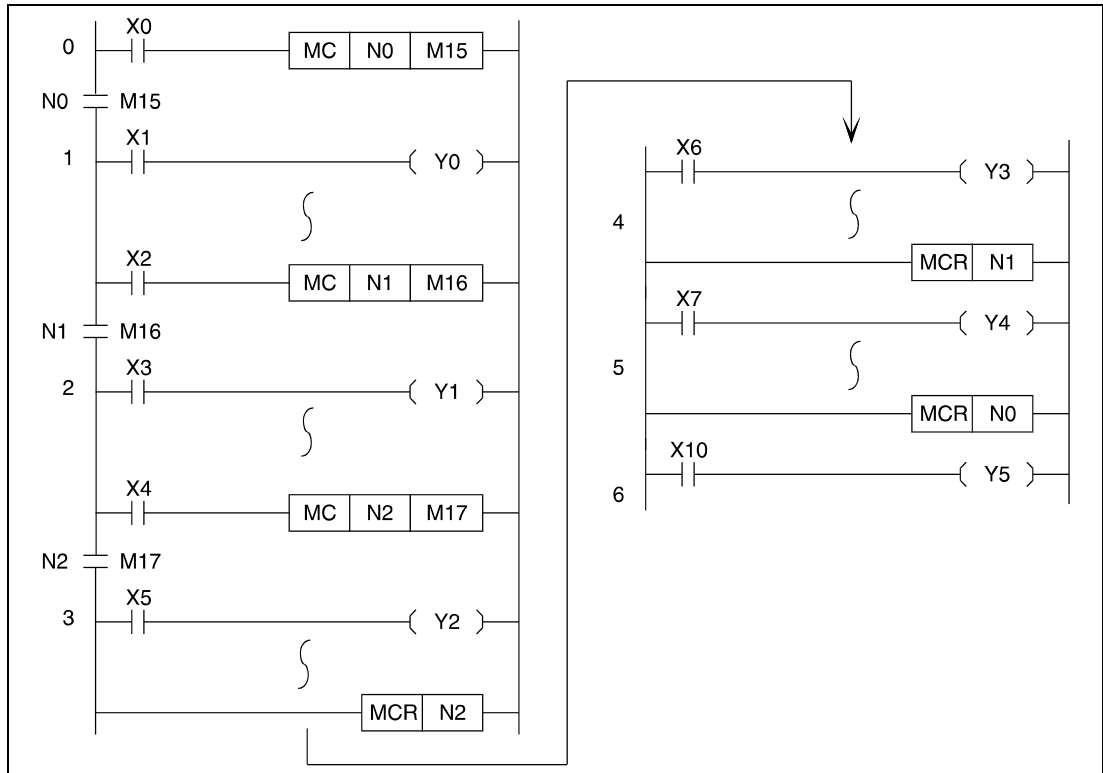 X0
0 MC N0 M15
N0 M15
X1
1 Y0
X2
MC N1 M16
N1 M16
X3
2 Y1
X4
MC N2 M17
N2 M17
X5
3 Y2
MCR N2
X6
Y3
4
MCR N1
X7
Y4
5
MCR N0
X10
Y5
6